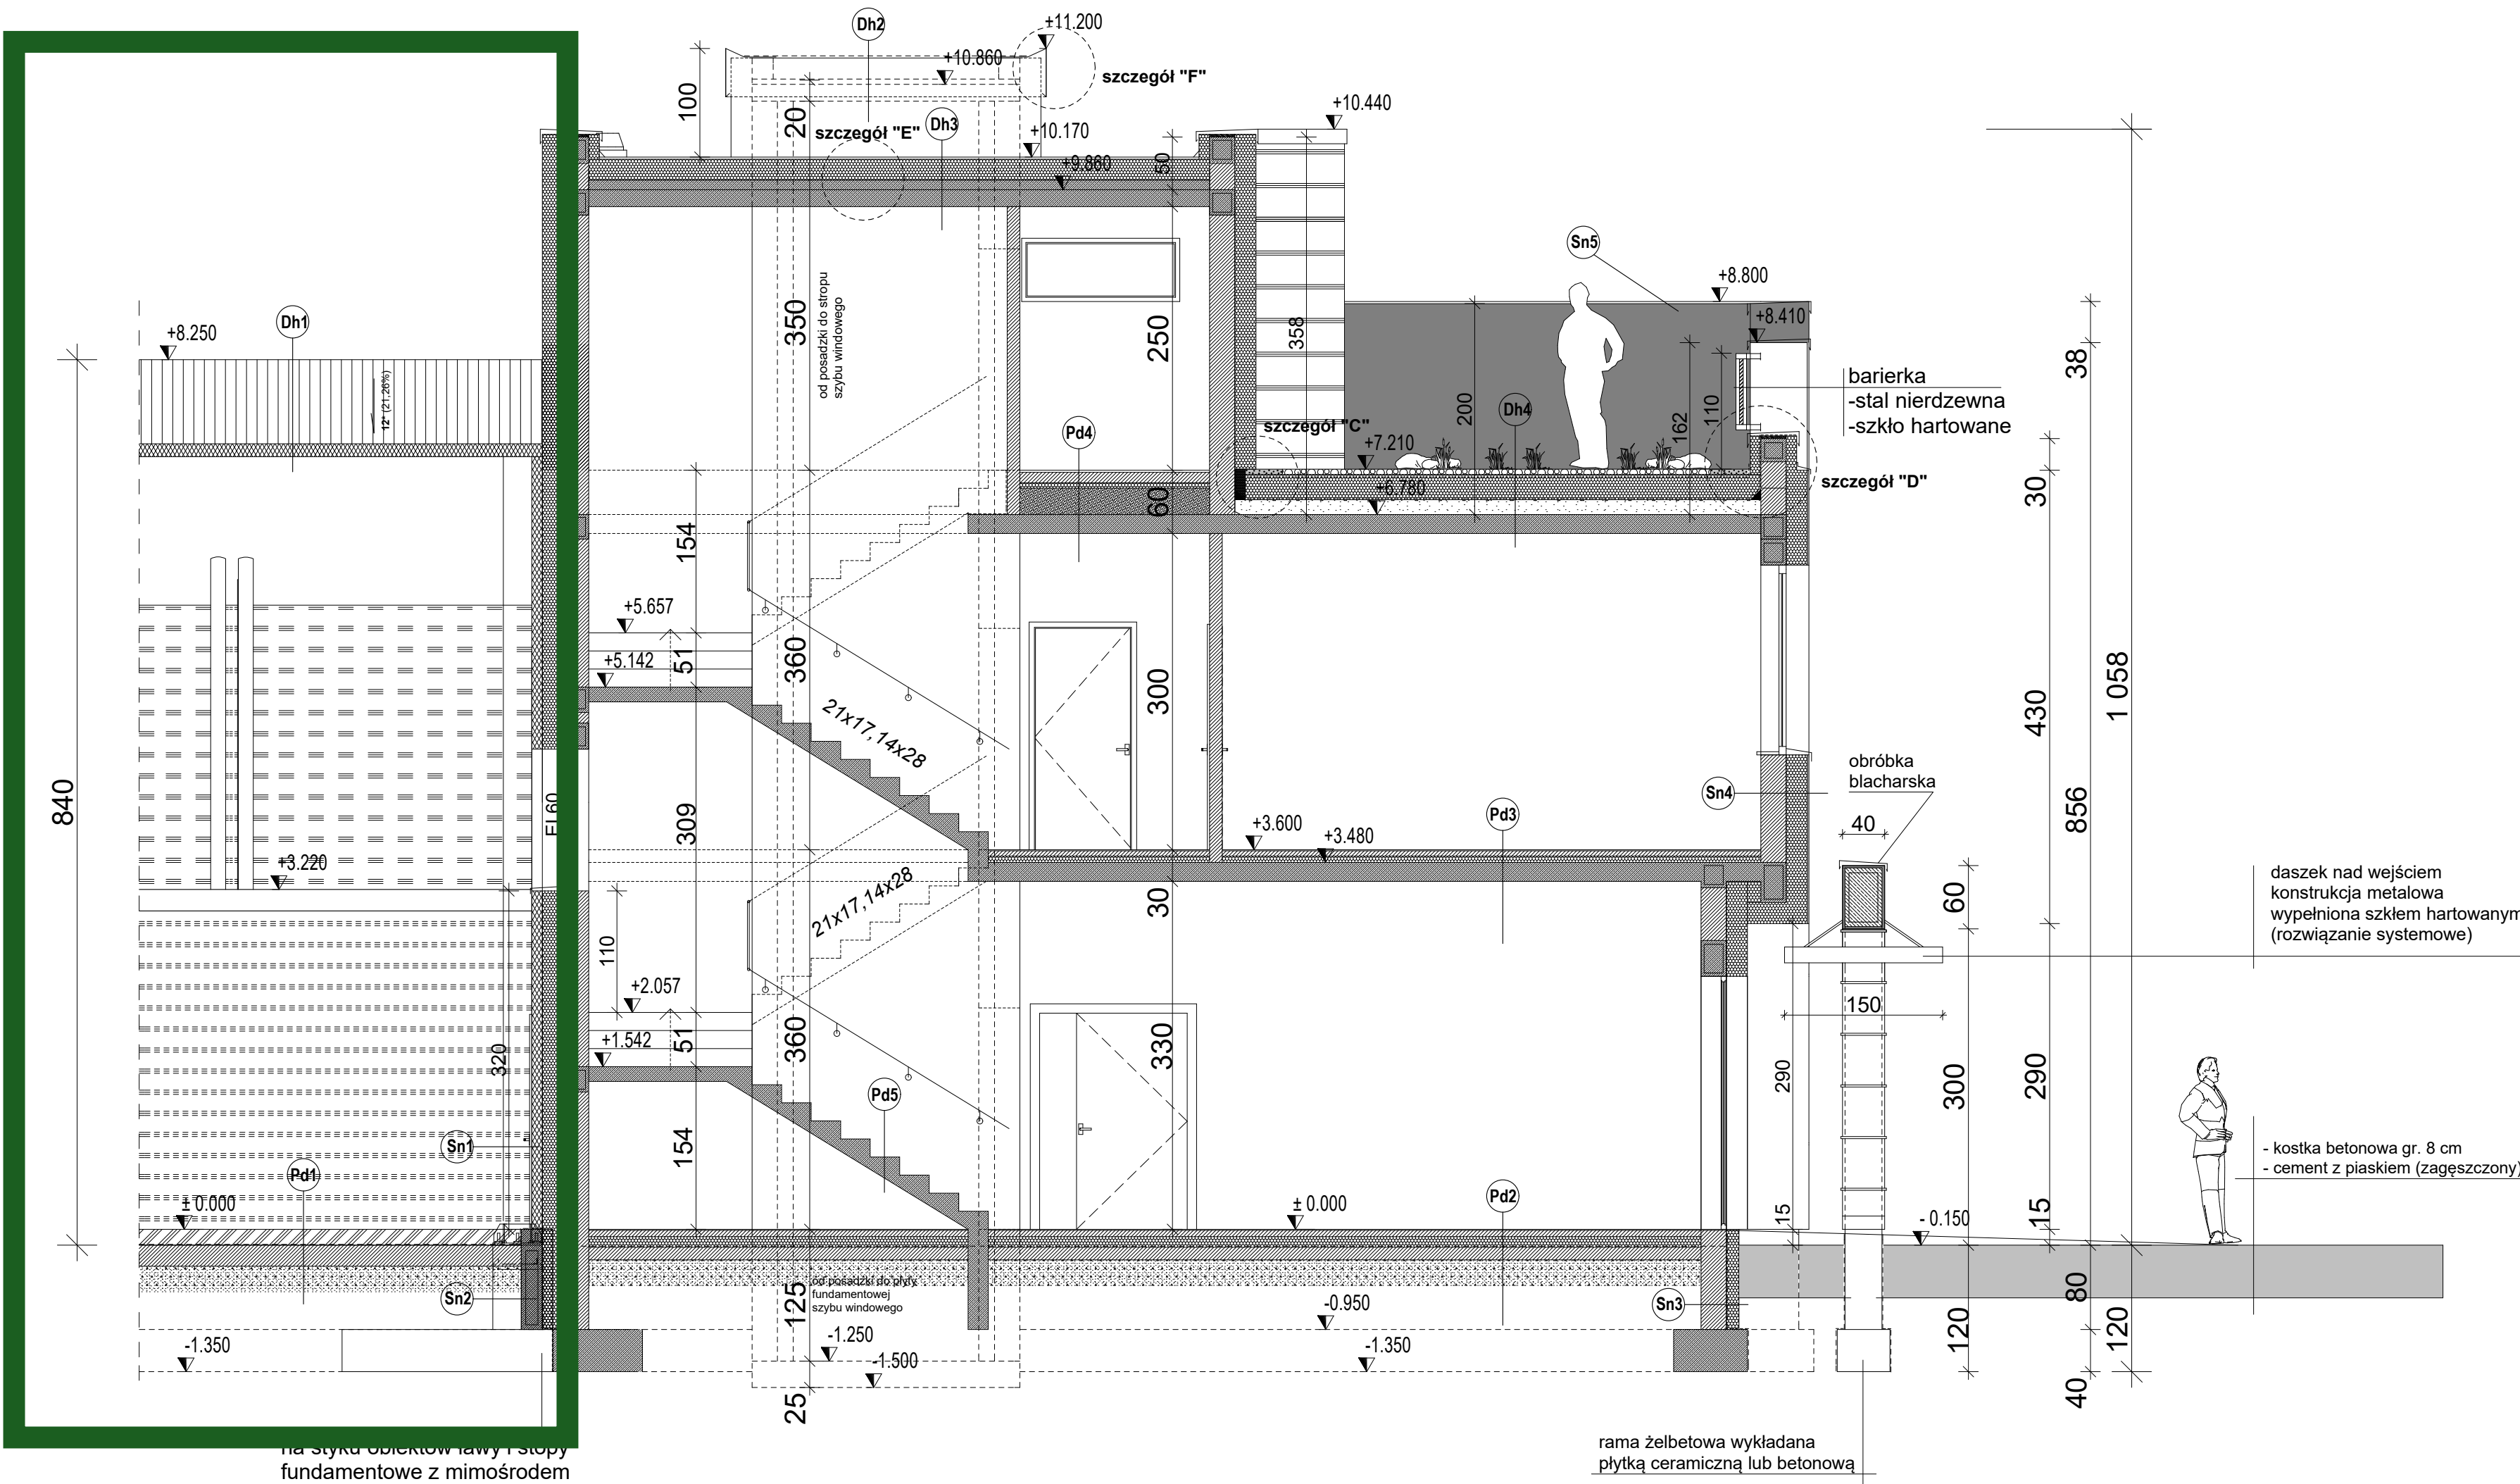 Dh2
±11.200
+10.860
szczegół "F"
100
20
szczegół "E"
Dh3
+10.170
+10.440
50
+9.860
Sn5
+8.800
350
od posadzki do stropu
szybu windowego
250
358
+8.410
Dh1
+8.250
12° (21,26%)
38
barierka
-stal nierdzewna
-szkło hartowane
200
Dh4
162
110
szczegół "C"
Pd4
+7.210
szczegół "D"
+6.780
30
60
154
+5.657
51
+5.142
360
300
21x17,14x28
430
1 058
obróbka
blacharska
Sn4
40
840
EI 60
309
Pd3
+3.600
+3.480
856
+3.220
21x17,14x28
30
60
daszek nad wejściem
konstrukcja metalowa
wypełniona szkłem hartowanym
(rozwiązanie systemowe)
110
+2.057
51
+1.542
360
330
150
320
290
300
290
Pd5
Sn1
154
Pd1
- kostka betonowa gr. 8 cm
- cement z piaskiem (zagęszczony)
± 0.000
± 0.000
Pd2
15
- 0.150
15
od posadzki do płyty
fundamentowej
szybu windowego
125
Sn2
-0.950
Sn3
80
120
120
-1.350
-1.250
-1.500
-1.350
25
40
na styku obiektów ławy i stopy
fundamentowe z mimośrodem
rama żelbetowa wykładana
płytką ceramiczną lub betonową